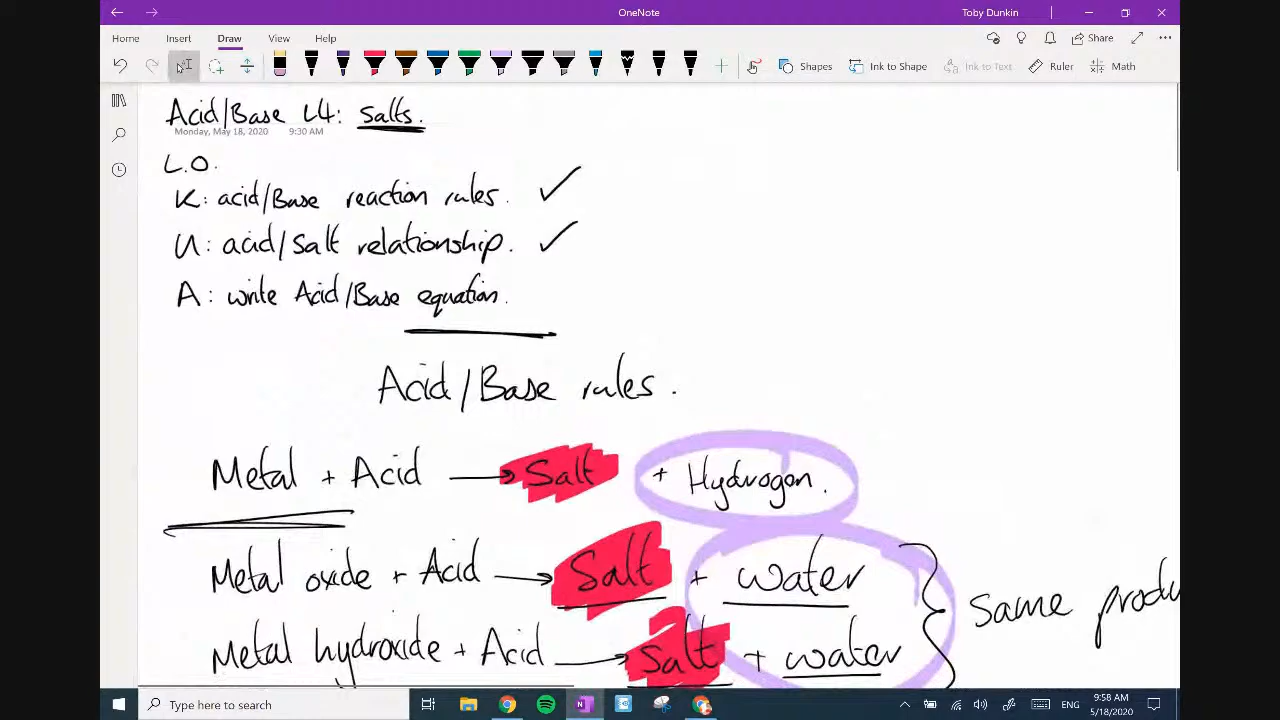 OneNote
Toby Dunkin
Home Insert Draw View Help
Share
Shapes Ink to Shape Ink to Text Ruler Math
Acid/Base L4: Salts.
Monday, May 18, 2020 9:30 AM
L.O.
K: acid/Base reaction rules.
U: acid/Salt relationship.
A: write Acid/Base equation.
Acid/Base rules.
Metal + Acid → Salt + Hydrogen.
Metal oxide + Acid → Salt + water
Same produ
Metal hydroxide + Acid → Salt + water
Type here to search
9:58 AM
5/18/2020